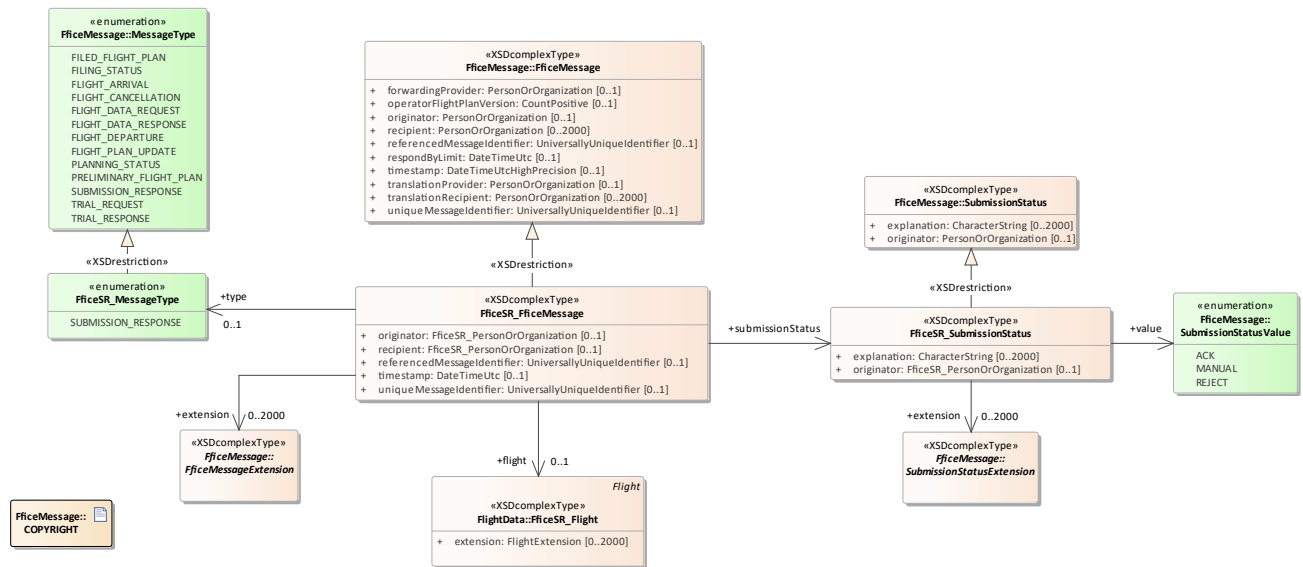 «enumeration»
FficeMessage::MessageType
FILED_FLIGHT_PLAN
FILING_STATUS
FLIGHT_ARRIVAL
FLIGHT_CANCELLATION
FLIGHT_DATA_REQUEST
FLIGHT_DATA_RESPONSE
FLIGHT_DEPARTURE
FLIGHT_PLAN_UPDATE
PLANNING_STATUS
PRELIMINARY_FLIGHT_PLAN
SUBMISSION_RESPONSE
TRIAL_REQUEST
TRIAL_RESPONSE
«XSDrestriction»
«enumeration»
FficeSR_MessageType
SUBMISSION_RESPONSE
+type
0..1
«XSDcomplexType»
FficeMessage::FficeMessage
+ forwardingProvider: PersonOrOrganization [0..1]
+ operatorFlightPlanVersion: CountPositive [0..1]
+ originator: PersonOrOrganization [0..1]
+ recipient: PersonOrOrganization [0..2000]
+ referencedMessageIdentifier: UniversallyUniqueIdentifier [0..1]
+ respondByLimit: DateTimeUtc [0..1]
+ timestamp: DateTimeUtcHighPrecision [0..1]
+ translationProvider: PersonOrOrganization [0..1]
+ translationRecipient: PersonOrOrganization [0..2000]
+ uniqueMessageIdentifier: UniversallyUniqueIdentifier [0..1]
«XSDrestriction»
«XSDcomplexType»
FficeSR_FficeMessage
+ originator: FficeSR_PersonOrOrganization [0..1]
+ recipient: FficeSR_PersonOrOrganization [0..1]
+ referencedMessageIdentifier: UniversallyUniqueIdentifier [0..1]
+ timestamp: DateTimeUtc [0..1]
+ uniqueMessageIdentifier: UniversallyUniqueIdentifier [0..1]
+submissionStatus
«XSDcomplexType»
FficeMessage::SubmissionStatus
+ explanation: CharacterString [0..2000]
+ originator: PersonOrOrganization [0..1]
«XSDrestriction»
«XSDcomplexType»
FficeSR_SubmissionStatus
+ explanation: CharacterString [0..2000]
+ originator: FficeSR_PersonOrOrganization [0..1]
+value
«enumeration»
FficeMessage::
SubmissionStatusValue
ACK
MANUAL
REJECT
+extension 0..2000
«XSDcomplexType»
FficeMessage::
FficeMessageExtension
+flight 0..1
Flight
«XSDcomplexType»
FlightData::FficeSR_Flight
+ extension: FlightExtension [0..2000]
+extension 0..2000
«XSDcomplexType»
FficeMessage::
SubmissionStatusExtension
FficeMessage::
COPYRIGHT